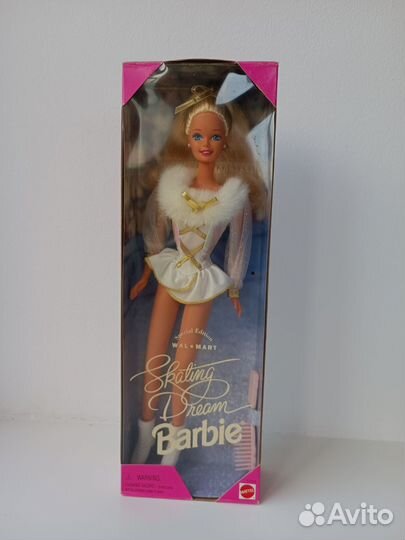 Special Edition
WAL★MART
Skating
Dream
Barbie
WARNING:
MATTEL
Avito